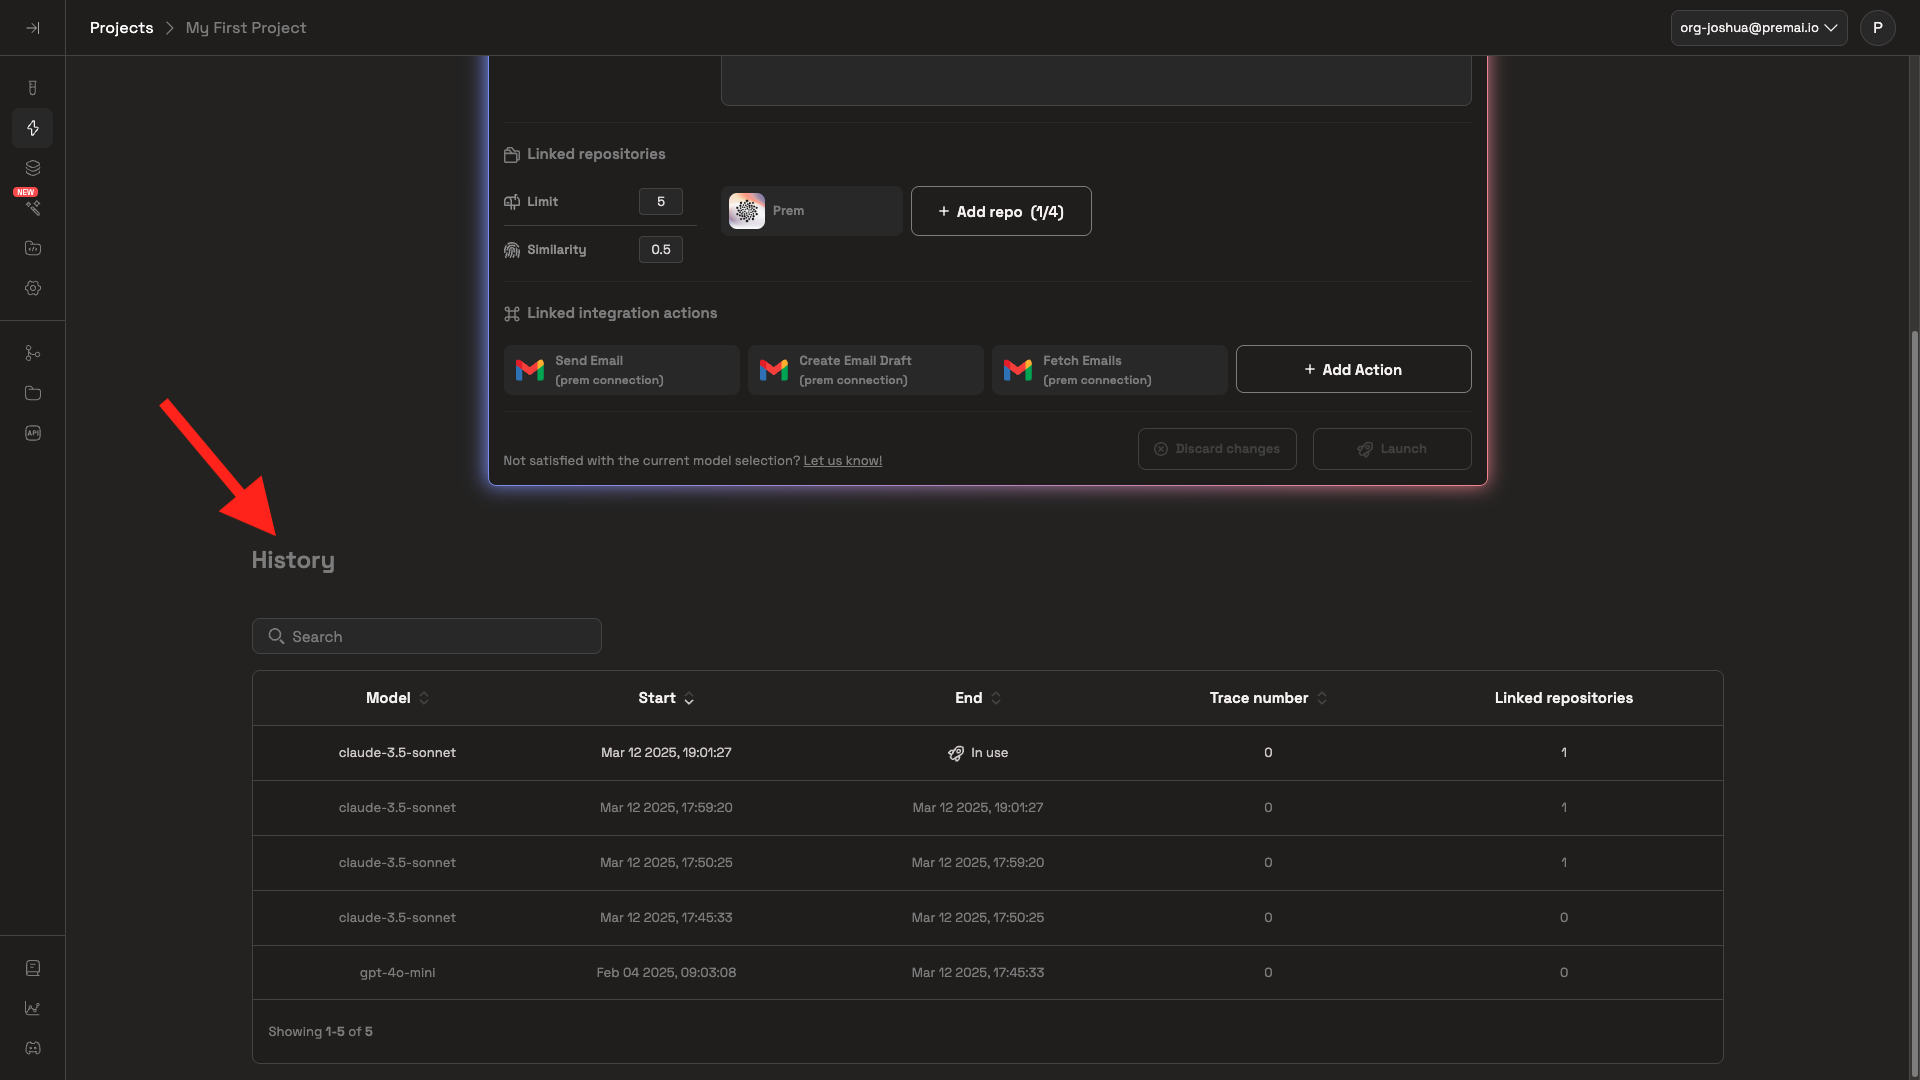 Projects > My First Project
org-joshua@premai.io
P
NEW
API
Linked repositories
Limit 5
Prem
+ Add repo (1/4)
Similarity 0.5
Linked integration actions
Send Email
(prem connection)
Create Email Draft
(prem connection)
Fetch Emails
(prem connection)
+ Add Action
Not satisfied with the current model selection? Let us know!
Discard changes
Launch
History
Search
Model Start End Trace number Linked repositories
claude-3.5-sonnet Mar 12 2025, 19:01:27 In use 0 1
claude-3.5-sonnet Mar 12 2025, 17:59:20 Mar 12 2025, 19:01:27 0 1
claude-3.5-sonnet Mar 12 2025, 17:50:25 Mar 12 2025, 17:59:20 0 1
claude-3.5-sonnet Mar 12 2025, 17:45:33 Mar 12 2025, 17:50:25 0 0
gpt-4o-mini Feb 04 2025, 09:03:08 Mar 12 2025, 17:45:33 0 0
Showing 1-5 of 5